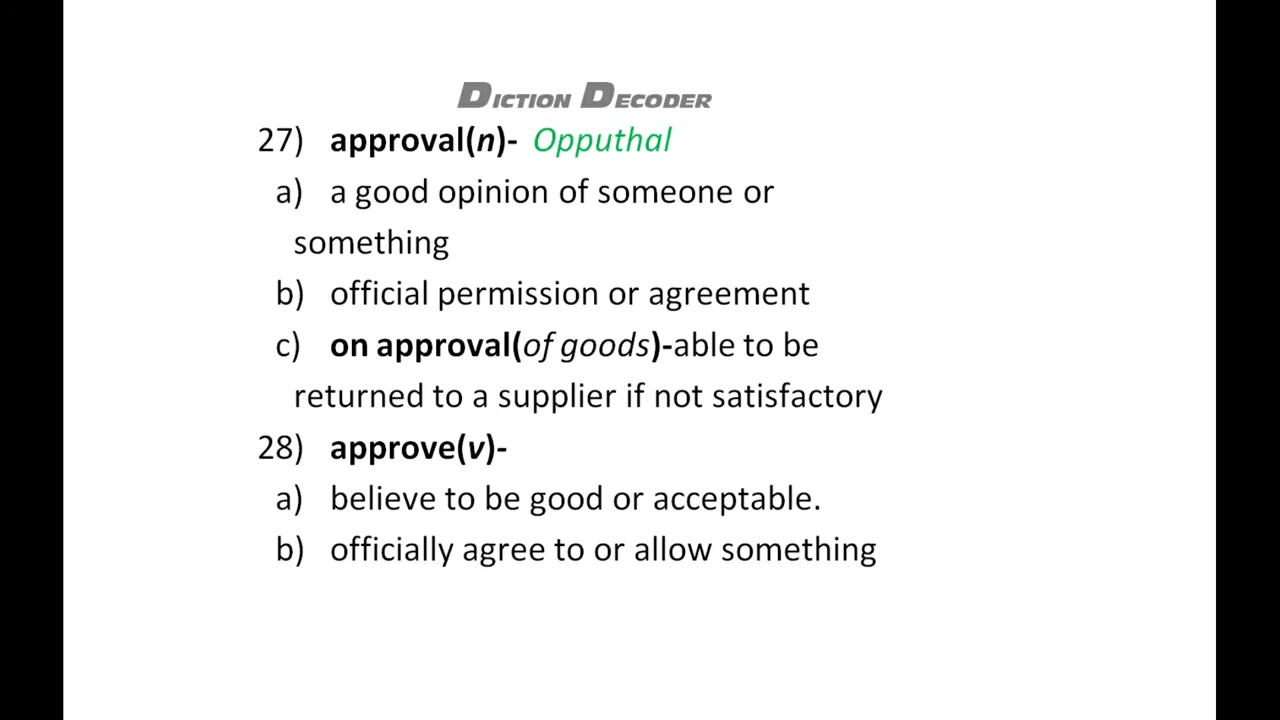 DICTION DECODER
27) approval(n)- Opputhal
a) a good opinion of someone or
something
b) official permission or agreement
c) on approval(of goods)-able to be
returned to a supplier if not satisfactory
28) approve(v)-
a) believe to be good or acceptable.
b) officially agree to or allow something